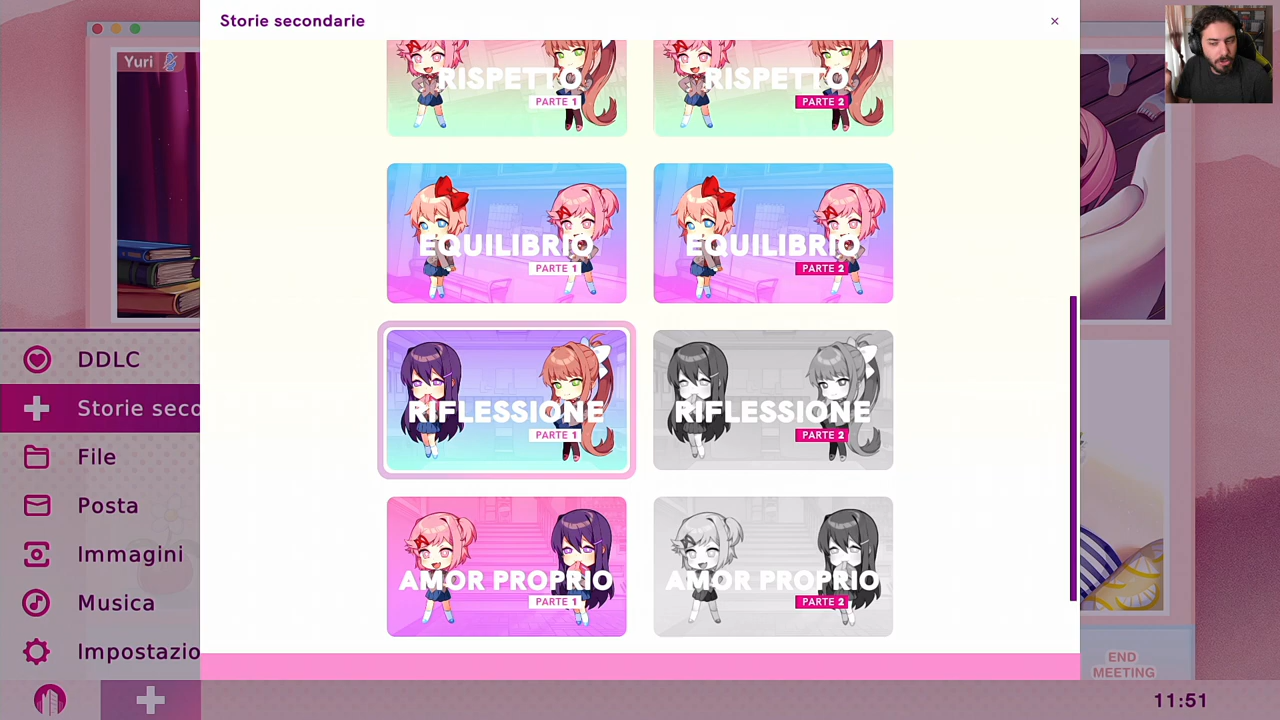 Storie secondarie
×
Yuri
RISPETTO
PARTE 1
RISPETTO
PARTE 2
EQUILIBRIO
PARTE 1
EQUILIBRIO
PARTE 2
RIFLESSIONE
PARTE 1
RIFLESSIONE
PARTE 2
AMOR PROPRIO
PARTE 1
AMOR PROPRIO
PARTE 2
DDLC
Storie seco
File
Posta
Immagini
Musica
Impostazio
END
MEETING
11:51